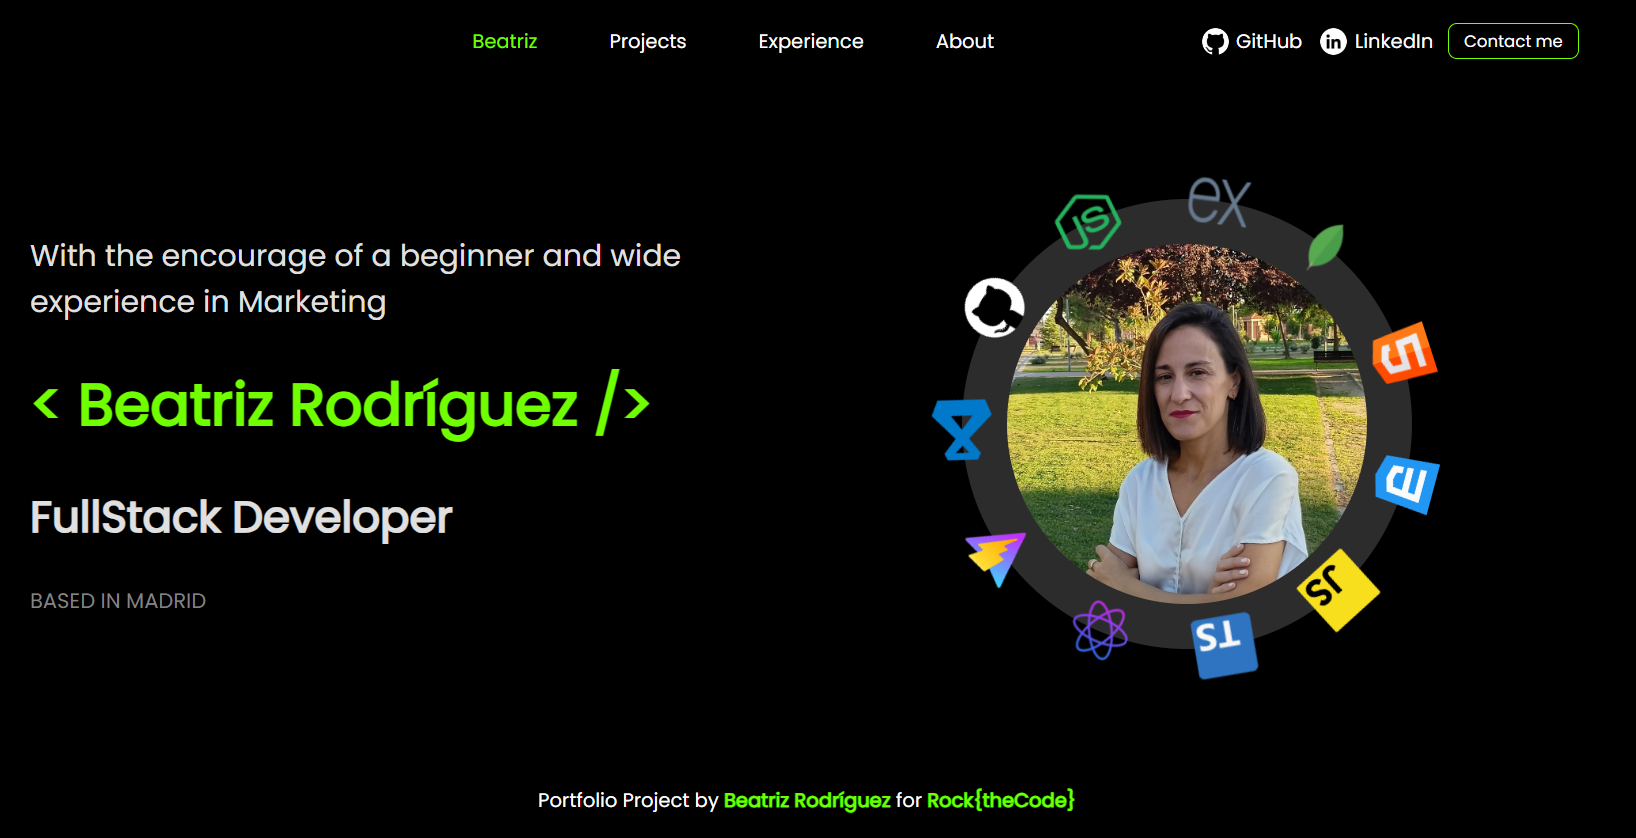 Beatriz Projects Experience About GitHub LinkedIn Contact me
With the encourage of a beginner and wide
experience in Marketing
< Beatriz Rodríguez />
FullStack Developer
BASED IN MADRID
ex
JS
5
3
JS
TS
Portfolio Project by Beatriz Rodríguez for Rock{theCode}